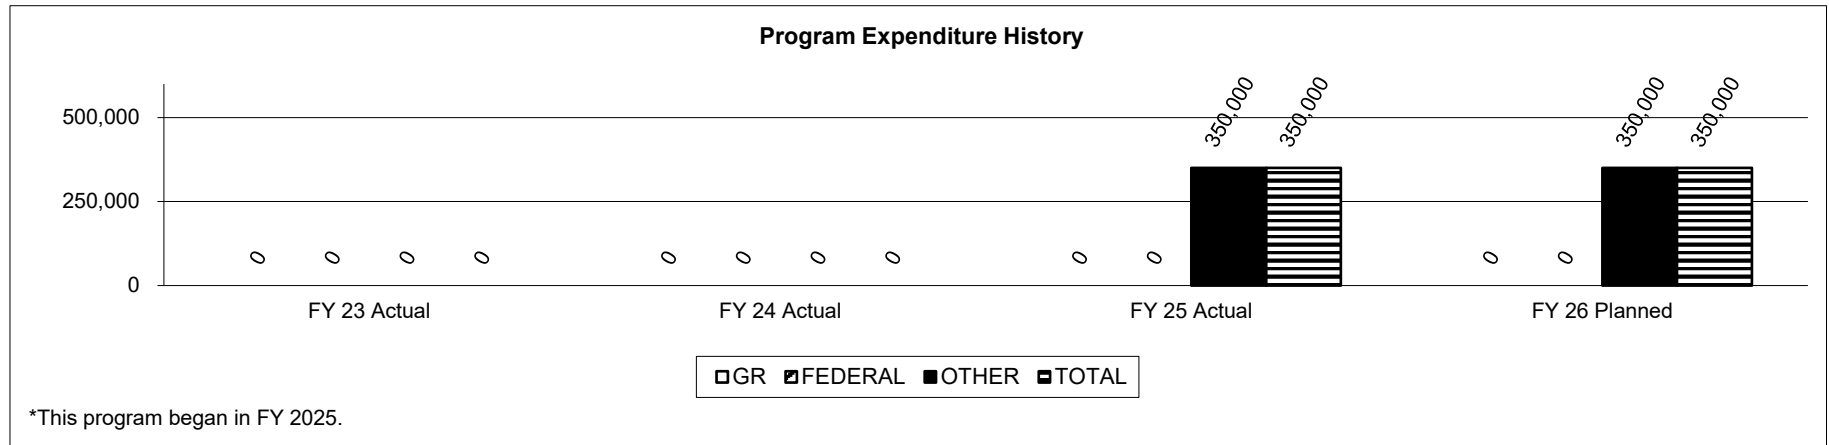 Program Expenditure History
500,000
250,000
0
0 0 0 0
0 0 0 0
0 0 350,000 350,000
0 0 350,000 350,000
FY 23 Actual FY 24 Actual FY 25 Actual FY 26 Planned
GR FEDERAL OTHER TOTAL
*This program began in FY 2025.